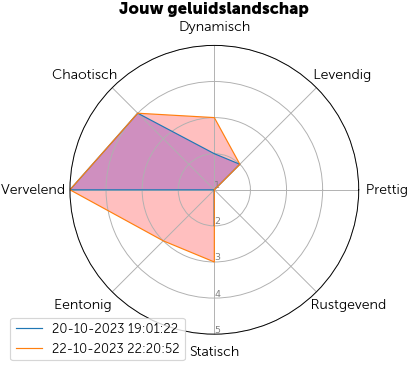 Jouw geluidslandschap
Dynamisch
Chaotisch
Levendig
Vervelend
1
Prettig
2
3
4
5
Eentonig
Rustgevend
Statisch
20-10-2023 19:01:22
22-10-2023 22:20:52